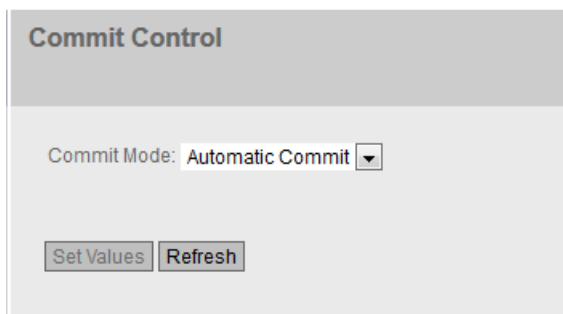 Commit Control
Commit Mode: Automatic Commit
Set Values Refresh